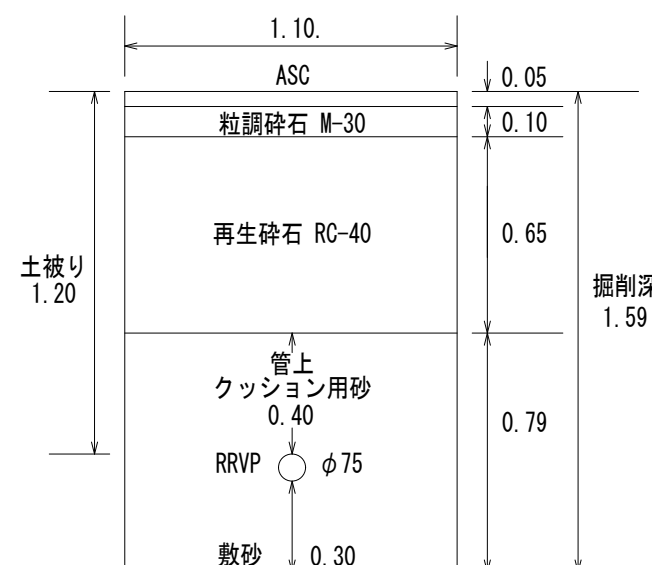 1.10.
ASC
0.05
粒調砕石 M-30
0.10
再生砕石 RC-40
0.65
土被り
1.20
掘削深
1.59
管上
クッション用砂
0.40
0.79
RRVP φ75
敷砂 0.30